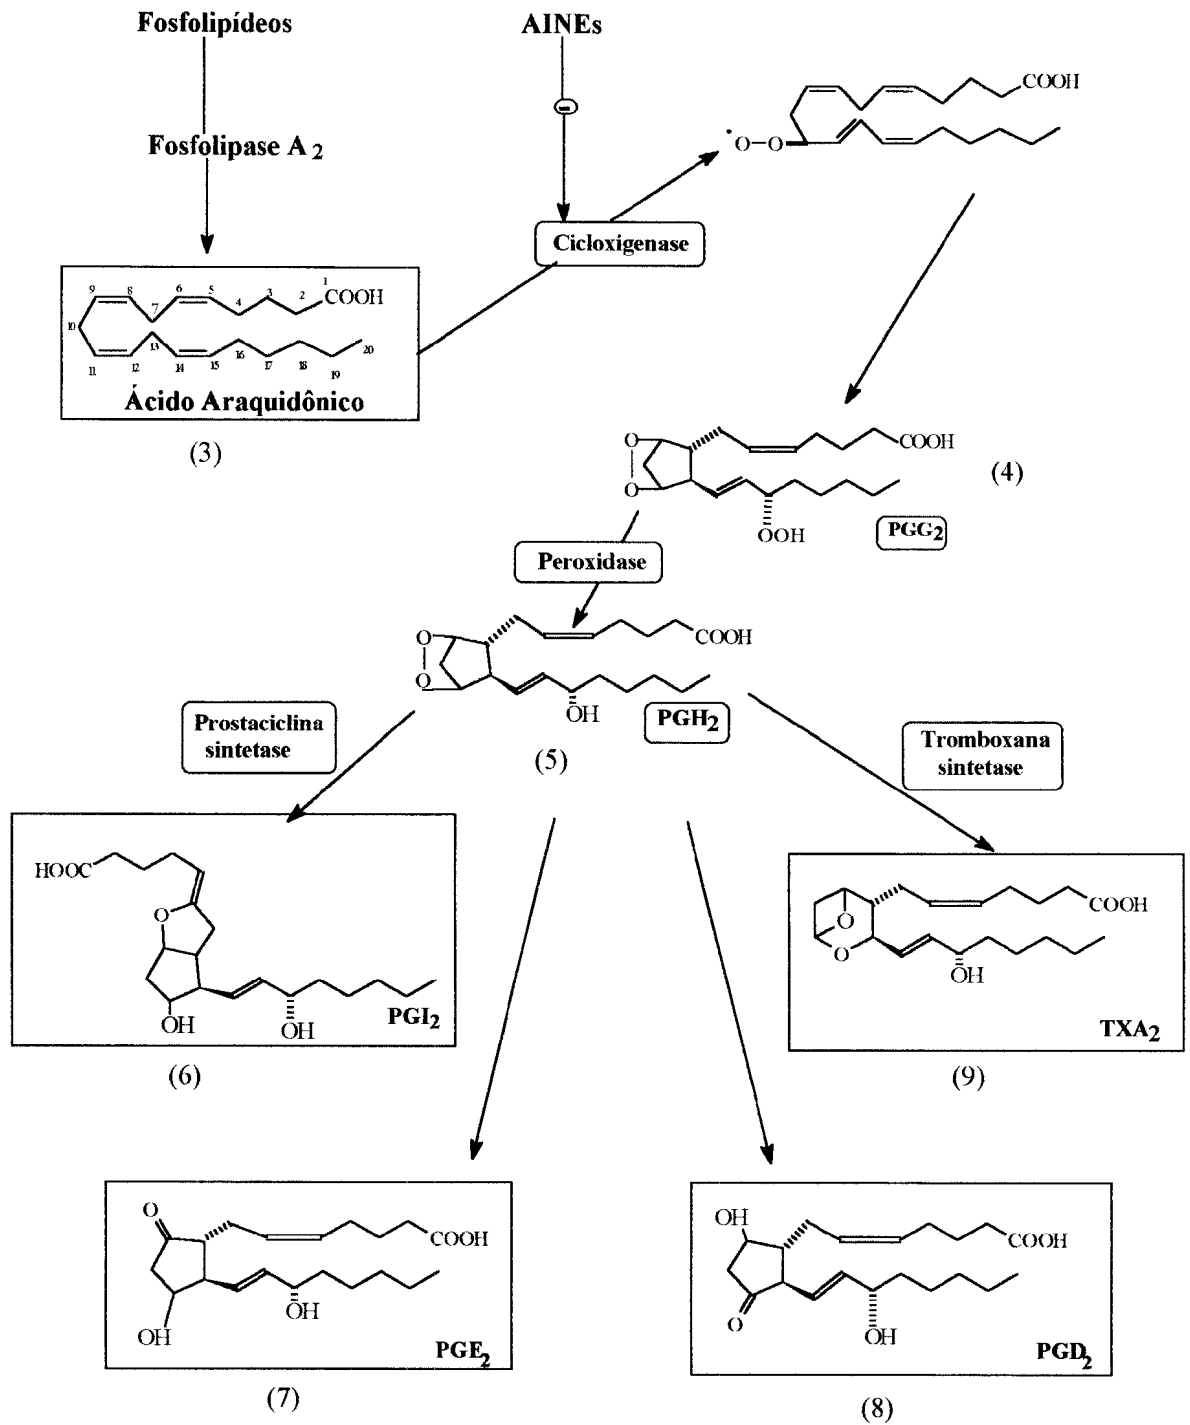 Fosfolipídeos
AINEs
COOH
Fosfolipase A2
O-O
Cicloxigenase
1
2
3
4
5
6
7
8
9
10
11
12
13
14
15
16
17
18
19
20
COOH
Ácido Araquidônico
(3)
O
O
COOH
OOH
(4)
PGG2
Peroxidase
O
O
COOH
OH
PGH2
(5)
Prostaciclina
sintetase
Tromboxana
sintetase
HOOC
O
OH
OH
PGI2
(6)
O
O
COOH
OH
TXA2
(9)
O
COOH
OH
OH
PGE2
(7)
OH
COOH
O
OH
PGD2
(8)